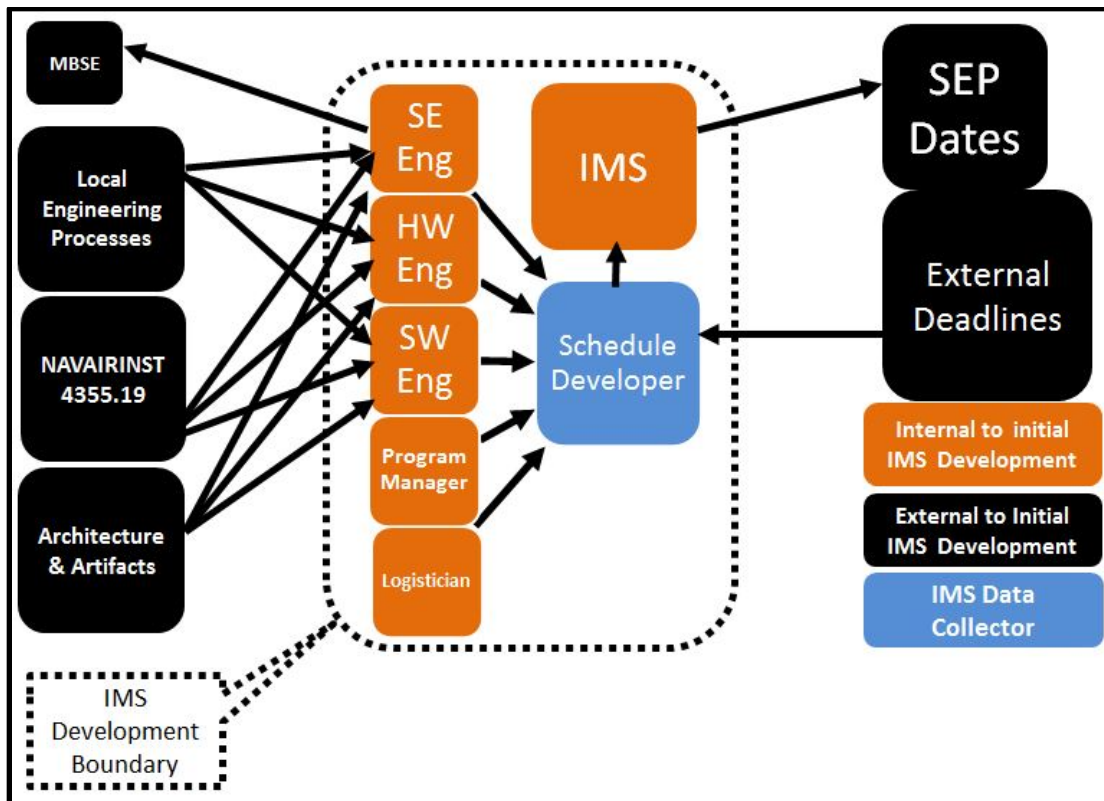 MBSE
Local
Engineering
Processes
NAVAIRINST
4355.19
Architecture
& Artifacts
IMS
Development
Boundary
SE
Eng
HW
Eng
SW
Eng
Program
Manager
Logistician
IMS
Schedule
Developer
SEP
Dates
External
Deadlines
Internal to initial
IMS Development
External to Initial
IMS Development
IMS Data
Collector